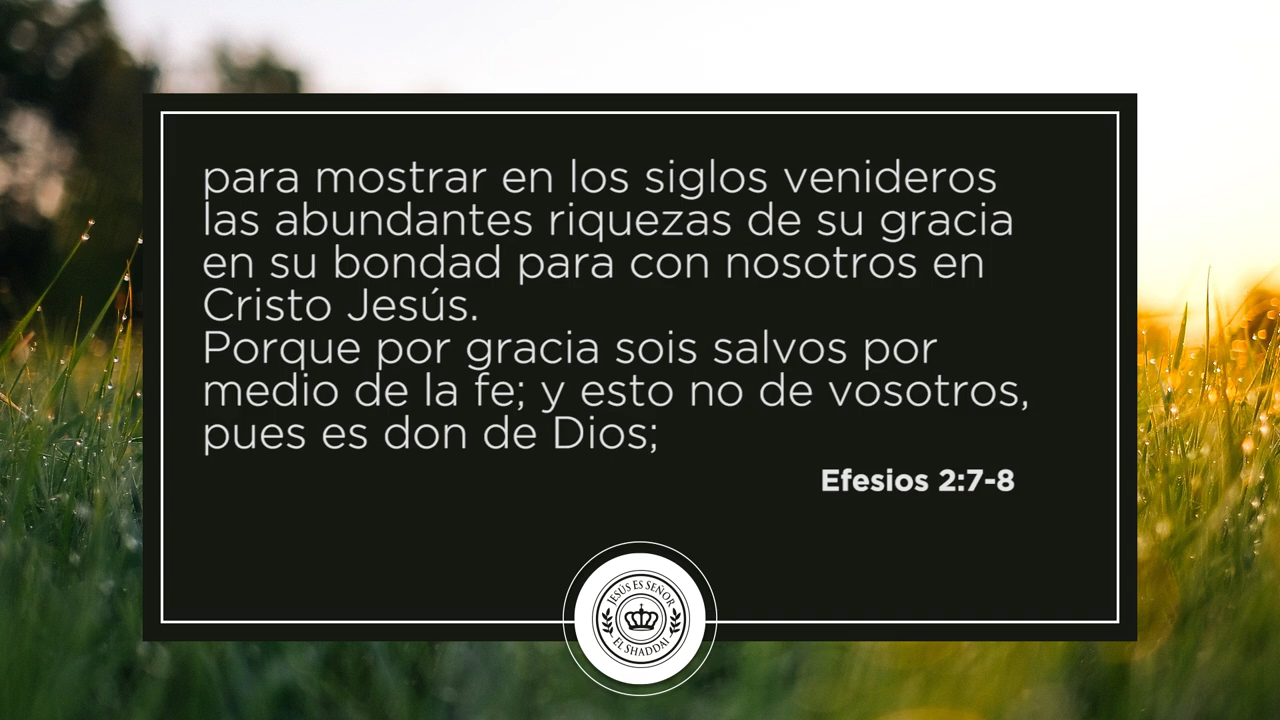 para mostrar en los siglos venideros
las abundantes riquezas de su gracia
en su bondad para con nosotros en
Cristo Jesús.
Porque por gracia sois salvos por
medio de la fe; y esto no de vosotros,
pues es don de Dios;
Efesios 2:7-8
JESÚS ES SEÑOR
EL SHADDAI